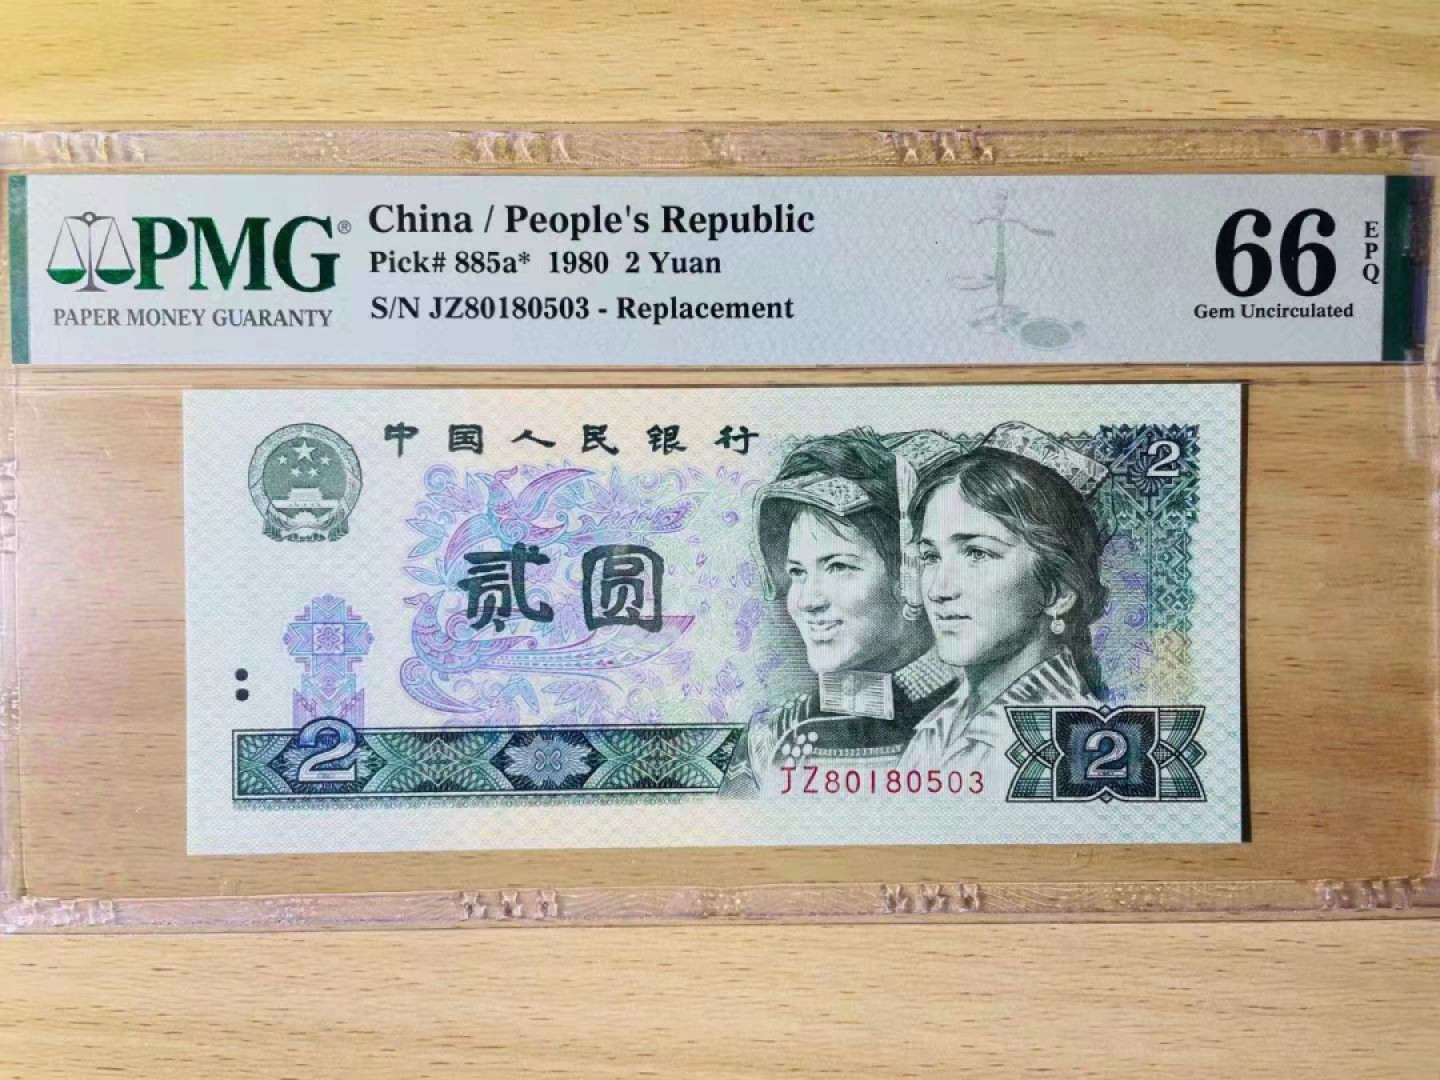 PMG®
PAPER MONEY GUARANTY
China / People's Republic
Pick# 885a* 1980 2 Yuan
S/N JZ80180503 - Replacement
66
EPQ
Gem Uncirculated
中国人民银行
2
贰圆
2
JZ80180503
2